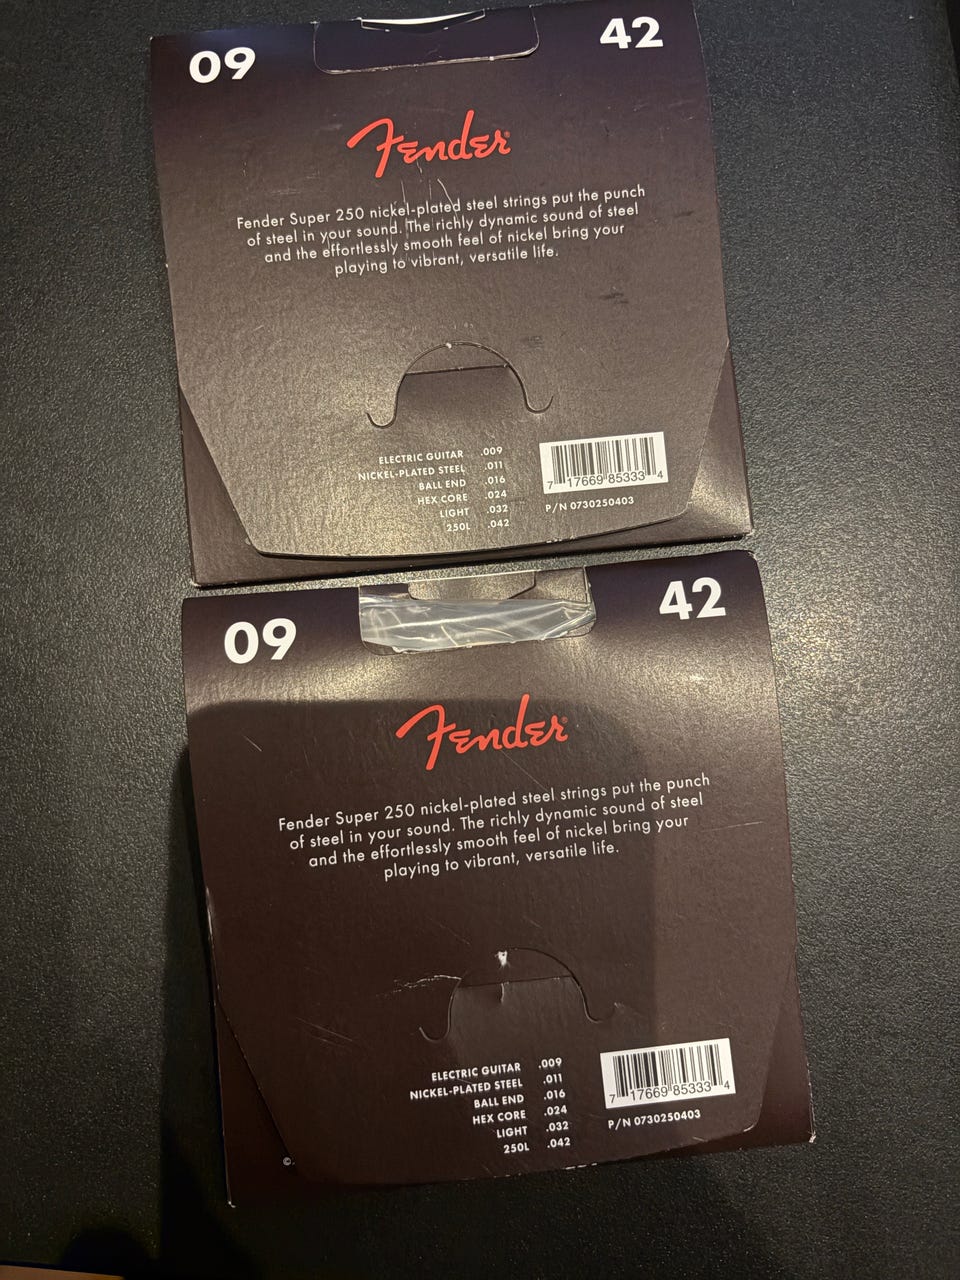 09 42
Fender®
Fender Super 250 nickel-plated steel strings put the punch
of steel in your sound. The richly dynamic sound of steel
and the effortlessly smooth feel of nickel bring your
playing to vibrant, versatile life.
ELECTRIC GUITAR .009
NICKEL-PLATED STEEL .011
BALL END .016
HEX CORE .024
LIGHT .032
250L .042
7 17669 85333 4
P/N 0730250403
09 42
Fender®
Fender Super 250 nickel-plated steel strings put the punch
of steel in your sound. The richly dynamic sound of steel
and the effortlessly smooth feel of nickel bring your
playing to vibrant, versatile life.
ELECTRIC GUITAR .009
NICKEL-PLATED STEEL .011
BALL END .016
HEX CORE .024
LIGHT .032
250L .042
7 17669 85333 4
P/N 0730250403
©